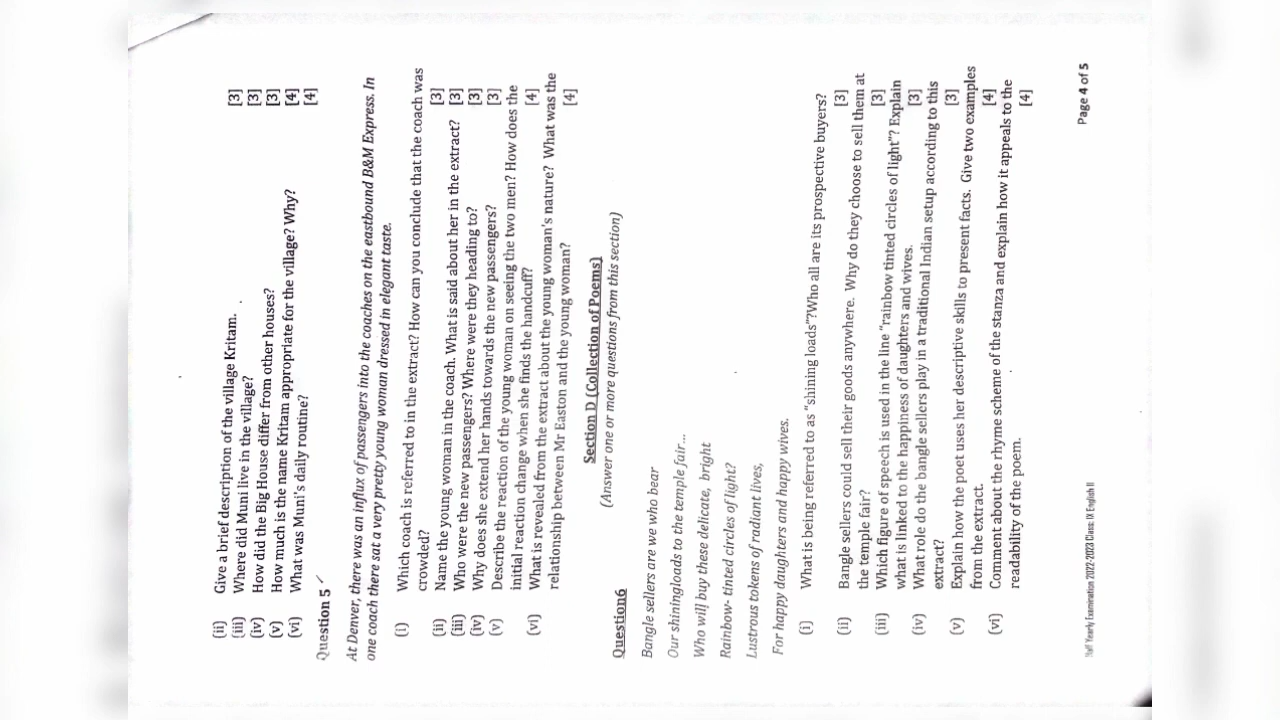 (ii) Give a brief description of the village Kritam. [3]
(iii) Where did Muni live in the village? [3]
(iv) How did the Big House differ from other houses? [3]
(v) How much is the name Kritam appropriate for the village? Why? [4]
(vi) What was Muni's daily routine? [4]
Question 5
At Denver, there was an influx of passengers into the coaches on the eastbound B&M Express. In
one coach there sat a very pretty young woman dressed in elegant taste.
(i) Which coach is referred to in the extract? How can you conclude that the coach was
crowded? [3]
(ii) Name the young woman in the coach. What is said about her in the extract? [3]
(iii) Who were the new passengers? Where were they heading to? [3]
(iv) Why does she extend her hands towards the new passengers? [3]
(v) Describe the reaction of the young woman on seeing the two men? How does the
initial reaction change when she finds the handcuff? [4]
(vi) What is revealed from the extract about the young woman's nature? What was the
relationship between Mr Easton and the young woman? [4]
Section D (Collection of Poems)
(Answer one or more questions from this section)
Question6
Bangle sellers are we who bear
Our shiningloads to the temple fair...
Who will buy these delicate, bright
Rainbow- tinted circles of light?
Lustrous tokens of radiant lives,
For happy daughters and happy wives.
(i) What is being referred to as "shining loads"?Who all are its prospective buyers?
[3]
(ii) Bangle sellers could sell their goods anywhere. Why do they choose to sell them at
the temple fair? [3]
(iii) Which figure of speech is used in the line "rainbow tinted circles of light"? Explain
what is linked to the happiness of daughters and wives. [3]
(iv) What role do the bangle sellers play in a traditional Indian setup according to this
extract? [3]
(v) Explain how the poet uses her descriptive skills to present facts. Give two examples
from the extract. [4]
(vi) Comment about the rhyme scheme of the stanza and explain how it appeals to the
readability of the poem. [4]
Half Yearly Examination 2022-2023 Class: IX English II
Page 4 of 5